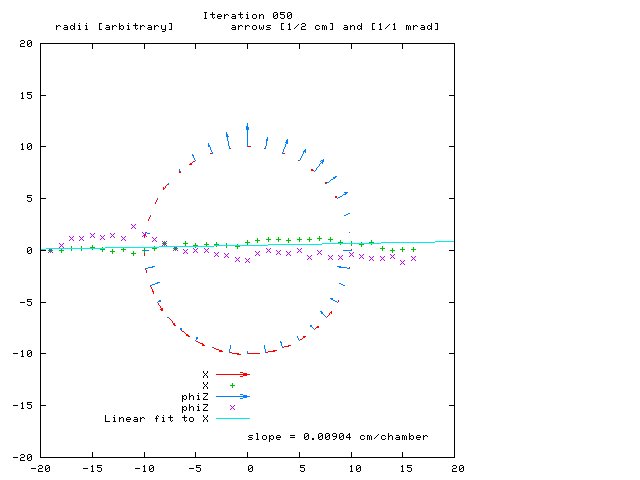 Iteration 050
radii [arbitrary] arrows [1/2 cm] and [1/1 mrad]
20
15
10
5
0
-5
-10
-15
-20
X
X
phiZ
phiZ
Linear fit to X
slope = 0.00904 cm/chamber
-20 -15 -10 -5 0 5 10 15 20